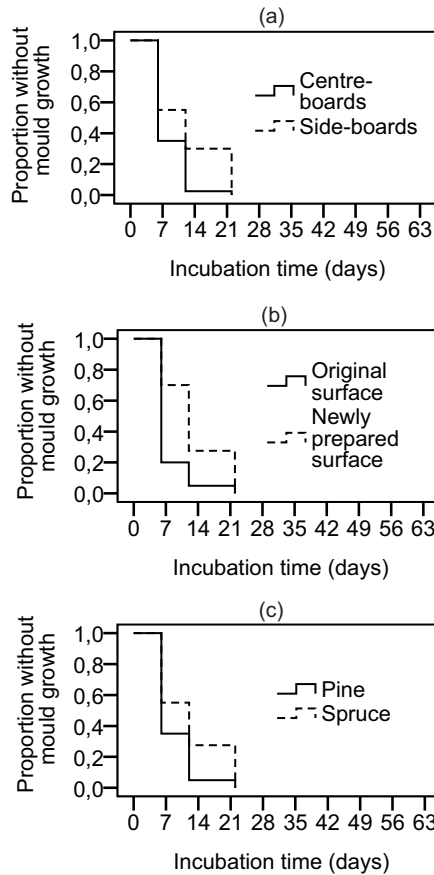 (a)
Proportion without
mould growth
1,0
0,8
0,6
0,4
0,2
0,0
Centre-
boards
Side-boards
0 7 14 21 28 35 42 49 56 63
Incubation time (days)
(b)
Proportion without
mould growth
1,0
0,8
0,6
0,4
0,2
0,0
Original
surface
Newly
prepared
surface
0 7 14 21 28 35 42 49 56 63
Incubation time (days)
(c)
Proportion without
mould growth
1,0
0,8
0,6
0,4
0,2
0,0
Pine
Spruce
0 7 14 21 28 35 42 49 56 63
Incubation time (days)